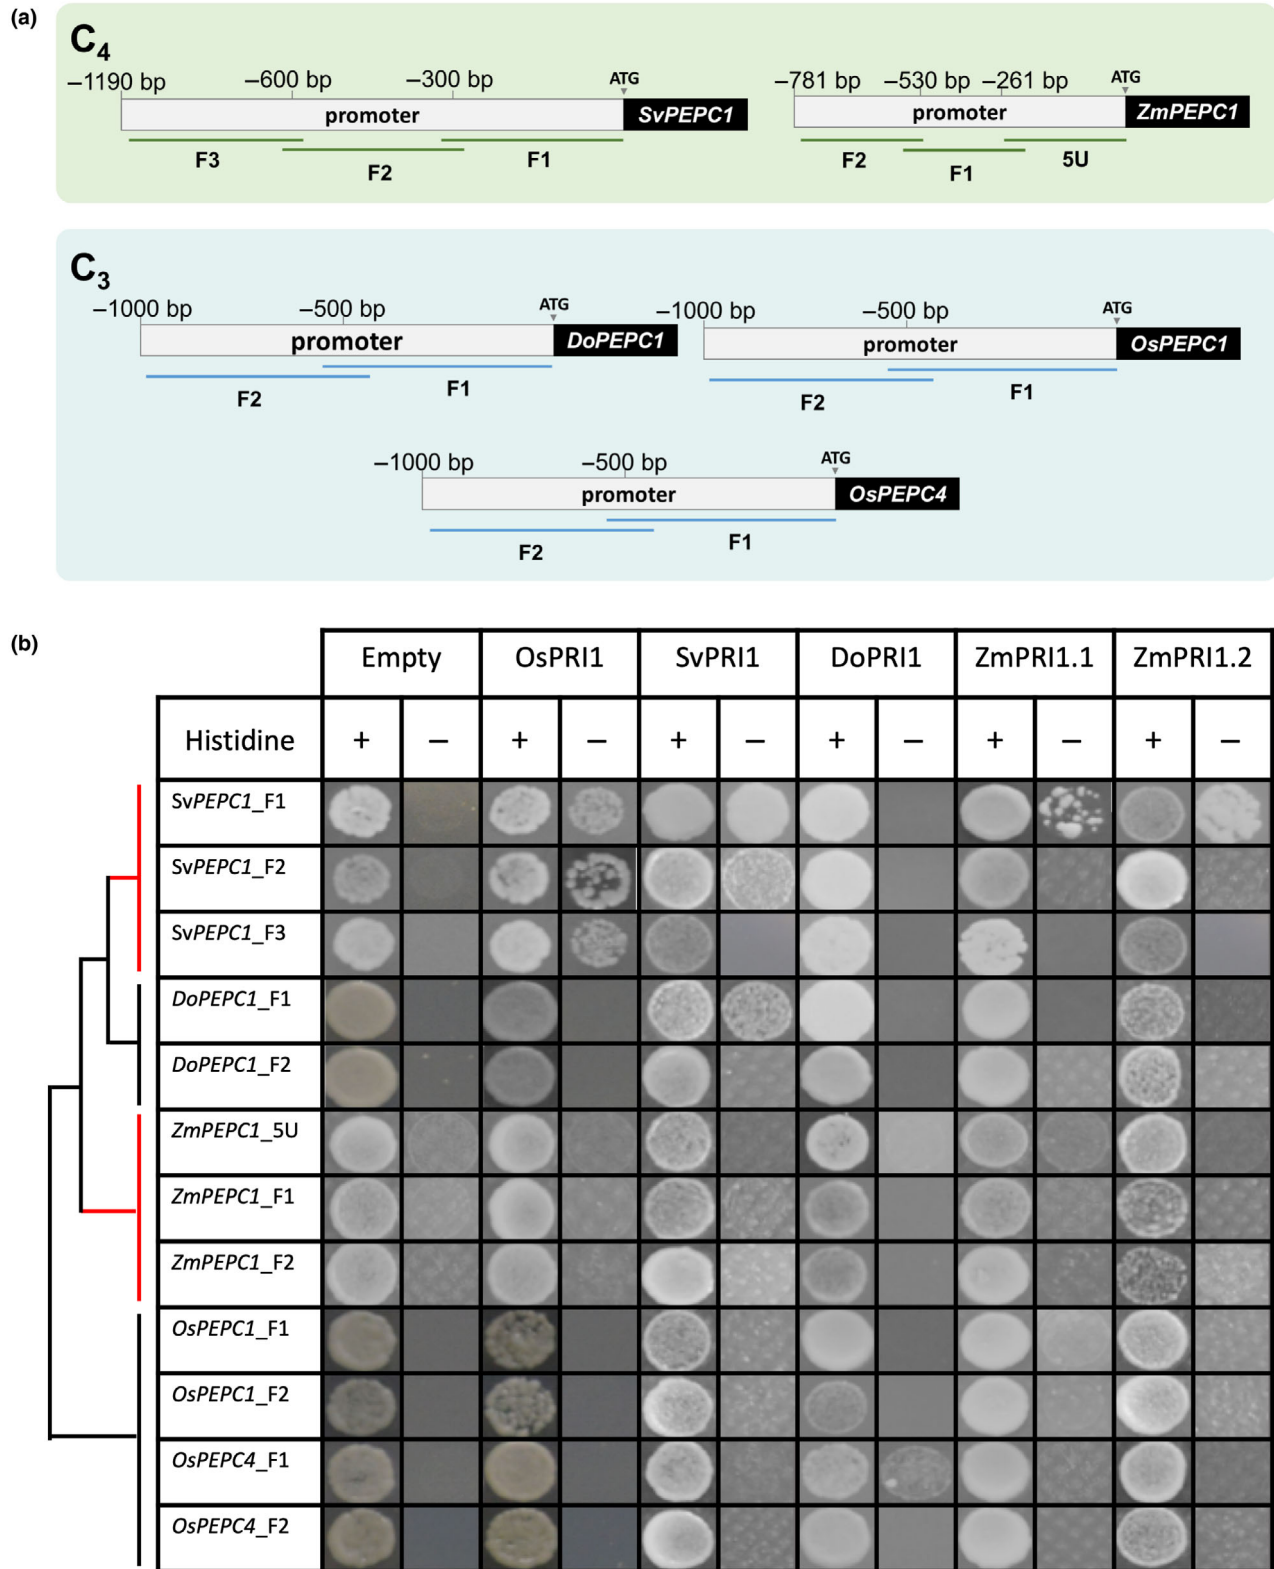 (a)
C4
–1190 bp –600 bp –300 bp ATG
promoter SvPEPC1
F3 F2 F1
–781 bp –530 bp –261 bp ATG
promoter ZmPEPC1
F2 F1 5U
C3
–1000 bp –500 bp ATG
promoter DoPEPC1
F2 F1
–1000 bp –500 bp ATG
promoter OsPEPC1
F2 F1
–1000 bp –500 bp ATG
promoter OsPEPC4
F2 F1
(b)
Empty OsPRI1 SvPRI1 DoPRI1 ZmPRI1.1 ZmPRI1.2
Histidine + – + – + – + – + – + –
SvPEPC1_F1
SvPEPC1_F2
SvPEPC1_F3
DoPEPC1_F1
DoPEPC1_F2
ZmPEPC1_5U
ZmPEPC1_F1
ZmPEPC1_F2
OsPEPC1_F1
OsPEPC1_F2
OsPEPC4_F1
OsPEPC4_F2